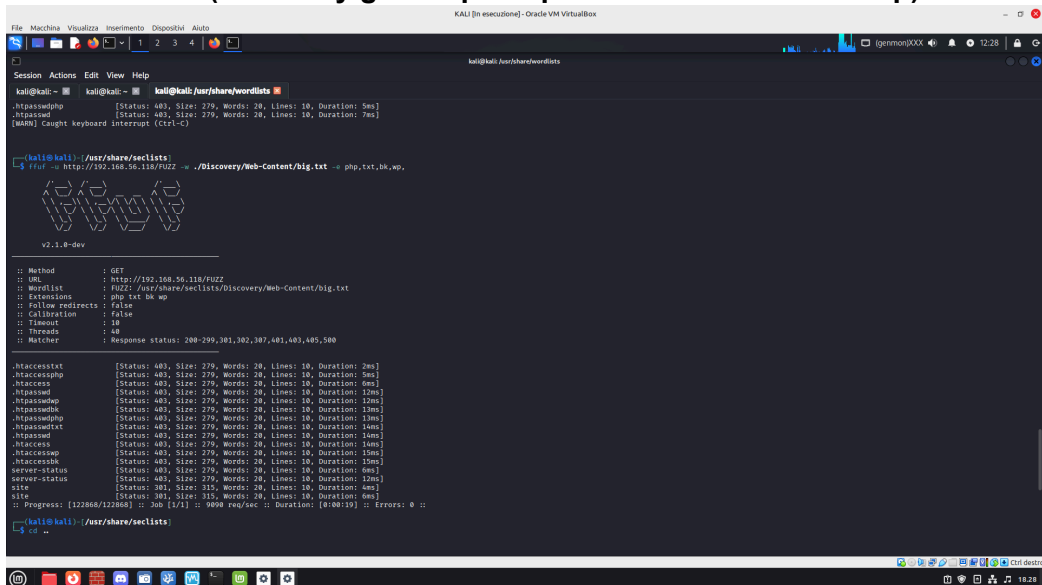 KALI [In esecuzione] - Oracle VM VirtualBox
File Macchina Visualizza Inserimento Dispositivi Aiuto
1 2 3 4
(genmon)XXX
12:28
kali@kali: /usr/share/wordlists
Session Actions Edit View Help
kali@kali: ~
kali@kali: ~
kali@kali: /usr/share/wordlists
.htpasswdphp [Status: 403, Size: 279, Words: 20, Lines: 10, Duration: 5ms]
.htpasswd [Status: 403, Size: 279, Words: 20, Lines: 10, Duration: 7ms]
[WARN] Caught keyboard interrupt (Ctrl-C)
┌──(kali㉿kali)-[/usr/share/seclists]
└─$ ffuf -u http://192.168.56.118/FUZZ -w ./Discovery/Web-Content/big.txt -e php,txt,bk,wp,
v2.1.0-dev
:: Method : GET
:: URL : http://192.168.56.118/FUZZ
:: Wordlist : FUZZ: /usr/share/seclists/Discovery/Web-Content/big.txt
:: Extensions : php txt bk wp
:: Follow redirects : false
:: Calibration : false
:: Timeout : 10
:: Threads : 40
:: Matcher : Response status: 200-299,301,302,307,401,403,405,500
.htaccesstxt [Status: 403, Size: 279, Words: 20, Lines: 10, Duration: 2ms]
.htaccessphp [Status: 403, Size: 279, Words: 20, Lines: 10, Duration: 5ms]
.htaccess [Status: 403, Size: 279, Words: 20, Lines: 10, Duration: 6ms]
.htpasswd [Status: 403, Size: 279, Words: 20, Lines: 10, Duration: 12ms]
.htpasswdwp [Status: 403, Size: 279, Words: 20, Lines: 10, Duration: 12ms]
.htpasswdbk [Status: 403, Size: 279, Words: 20, Lines: 10, Duration: 13ms]
.htpasswdphp [Status: 403, Size: 279, Words: 20, Lines: 10, Duration: 13ms]
.htpasswdtxt [Status: 403, Size: 279, Words: 20, Lines: 10, Duration: 14ms]
.htpasswd [Status: 403, Size: 279, Words: 20, Lines: 10, Duration: 14ms]
.htaccess [Status: 403, Size: 279, Words: 20, Lines: 10, Duration: 14ms]
.htaccesswp [Status: 403, Size: 279, Words: 20, Lines: 10, Duration: 15ms]
.htaccessbk [Status: 403, Size: 279, Words: 20, Lines: 10, Duration: 15ms]
server-status [Status: 403, Size: 279, Words: 20, Lines: 10, Duration: 6ms]
server-status [Status: 403, Size: 279, Words: 20, Lines: 10, Duration: 12ms]
site [Status: 301, Size: 315, Words: 20, Lines: 10, Duration: 4ms]
site [Status: 301, Size: 315, Words: 20, Lines: 10, Duration: 6ms]
:: Progress: [122868/122868] :: Job [1/1] :: 9090 req/sec :: Duration: [0:00:19] :: Errors: 0 ::
┌──(kali㉿kali)-[/usr/share/seclists]
└─$ cd ..
Ctrl destro
18.28